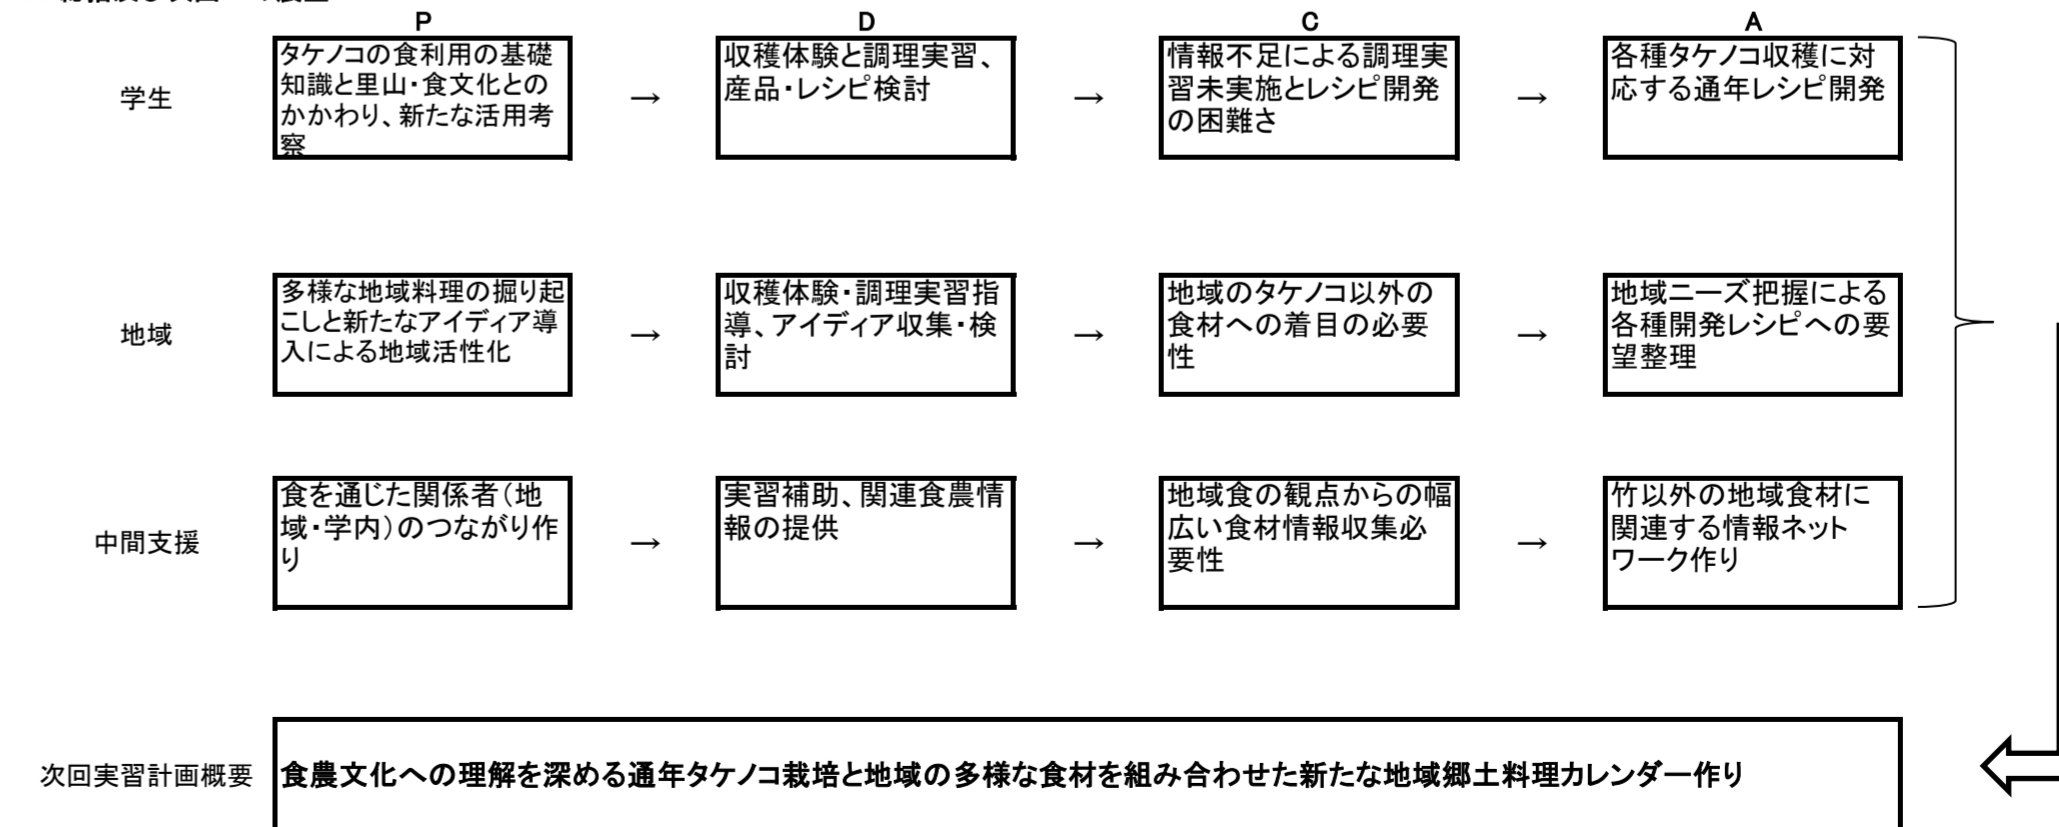 P
D
C
A
学生
タケノコの食利用の基礎
知識と里山・食文化との
かかわり、新たな活用考
察
→
収穫体験と調理実習、
産品・レシピ検討
→
情報不足による調理実
習未実施とレシピ開発
の困難さ
→
各種タケノコ収穫に対
応する通年レシピ開発
地域
多様な地域料理の掘り起
こしと新たなアイディア導
入による地域活性化
→
収穫体験・調理実習指
導、アイディア収集・検
討
→
地域のタケノコ以外の
食材への着目の必要
性
→
地域ニーズ把握による
各種開発レシピへの要
望整理
中間支援
食を通じた関係者(地
域・学内)のつながり作
り
→
実習補助、関連食農情
報の提供
→
地域食の観点からの幅
広い食材情報収集必
要性
→
竹以外の地域食材に
関連する情報ネット
ワーク作り
次回実習計画概要
食農文化への理解を深める通年タケノコ栽培と地域の多様な食材を組み合わせた新たな地域郷土料理カレンダー作り